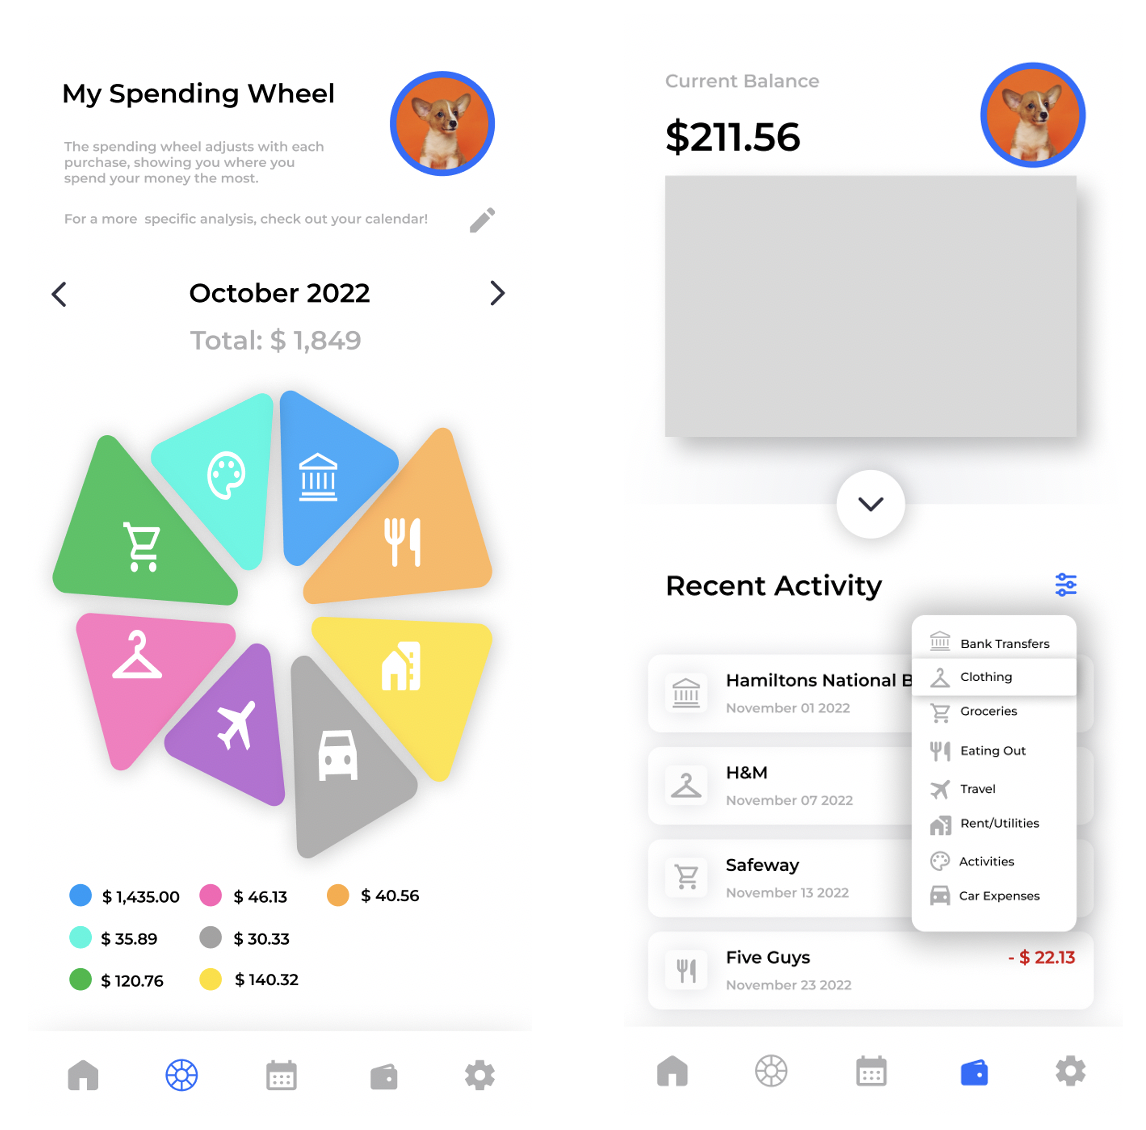 My Spending Wheel
The spending wheel adjusts with each
purchase, showing you where you
spend your money the most.
For a more specific analysis, check out your calendar!
October 2022
Total: $ 1,849
$ 1,435.00
$ 46.13
$ 40.56
$ 35.89
$ 30.33
$ 120.76
$ 140.32
Current Balance
$211.56
Recent Activity
Bank Transfers
Clothing
Groceries
Eating Out
Travel
Rent/Utilities
Activities
Car Expenses
Hamiltons National B
November 01 2022
H&M
November 07 2022
Safeway
November 13 2022
Five Guys
- $ 22.13
November 23 2022